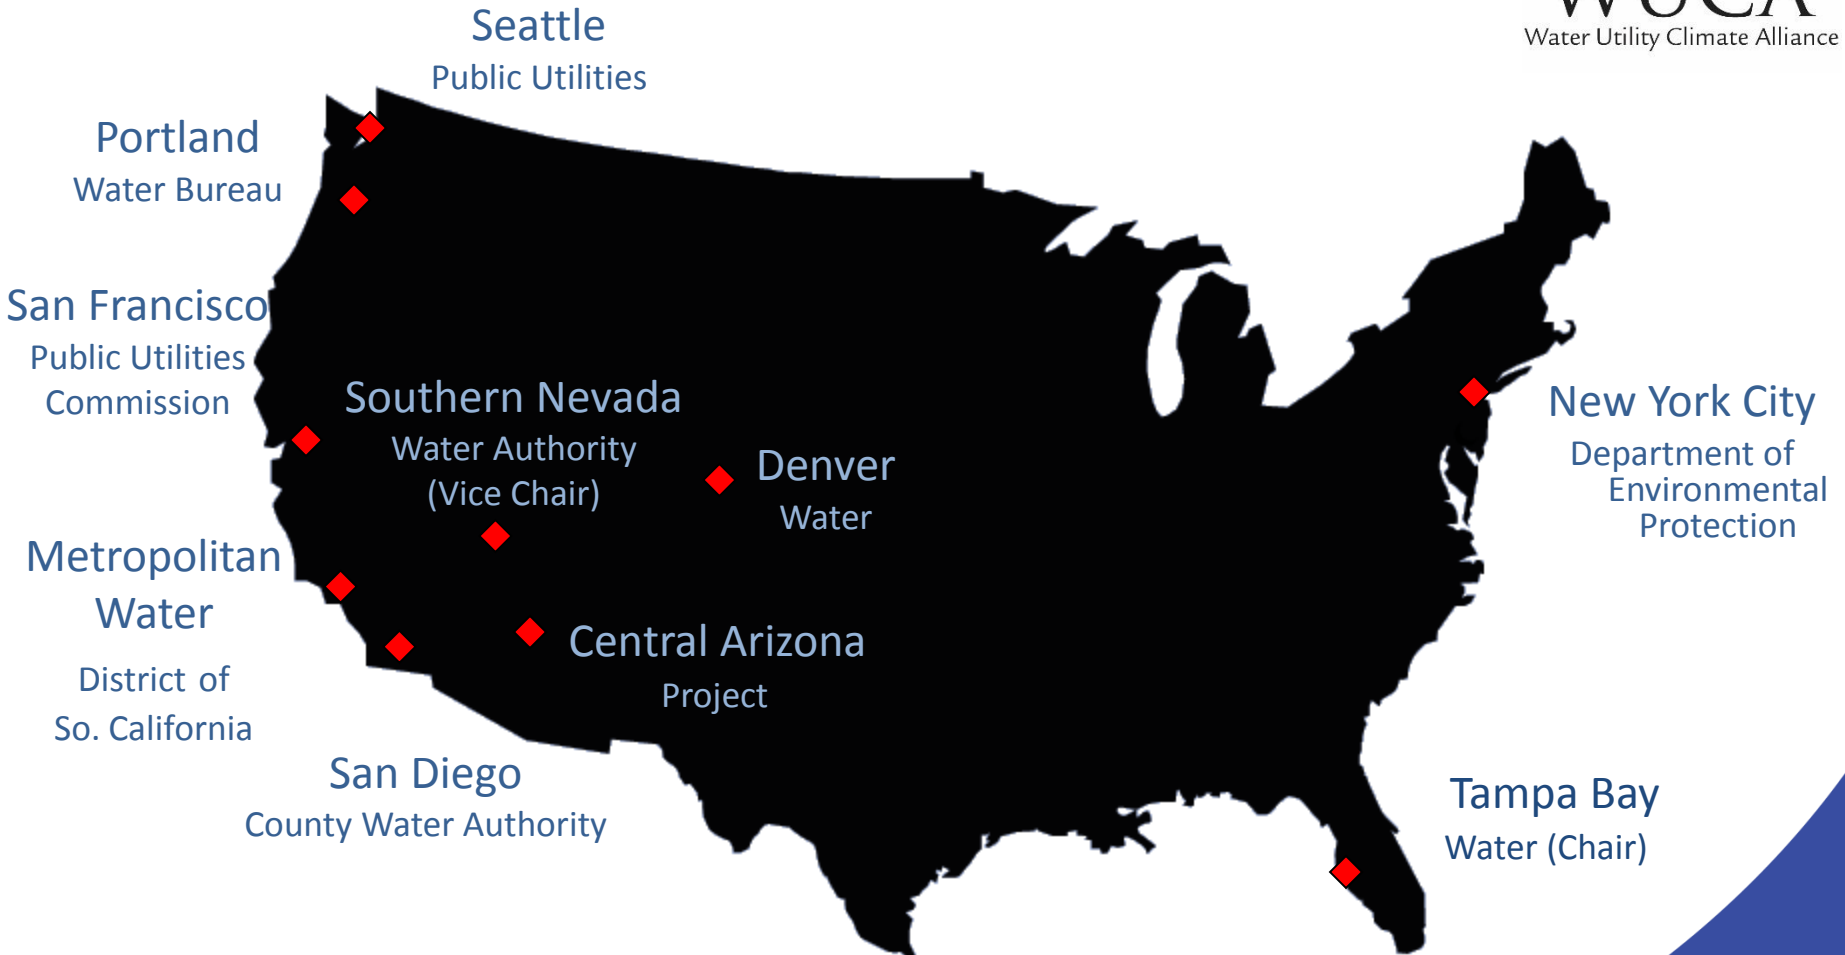 WUCA
Water Utility Climate Alliance
Seattle
Public Utilities
Portland
Water Bureau
San Francisco
Public Utilities
Commission
Southern Nevada
Water Authority
(Vice Chair)
Denver
Water
New York City
Department of
Environmental
Protection
Metropolitan
Water
District of
So. California
Central Arizona
Project
San Diego
County Water Authority
Tampa Bay
Water (Chair)